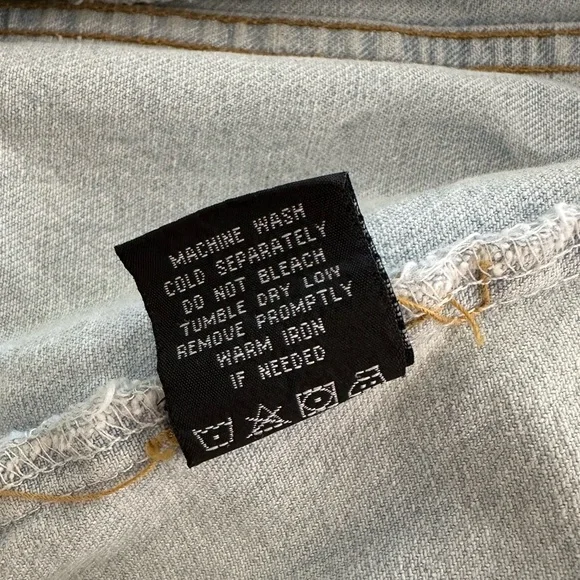 MACHINE WASH
COLD SEPARATELY
DO NOT BLEACH
TUMBLE DRY LOW
REMOVE PROMPTLY
WARM IRON
IF NEEDED